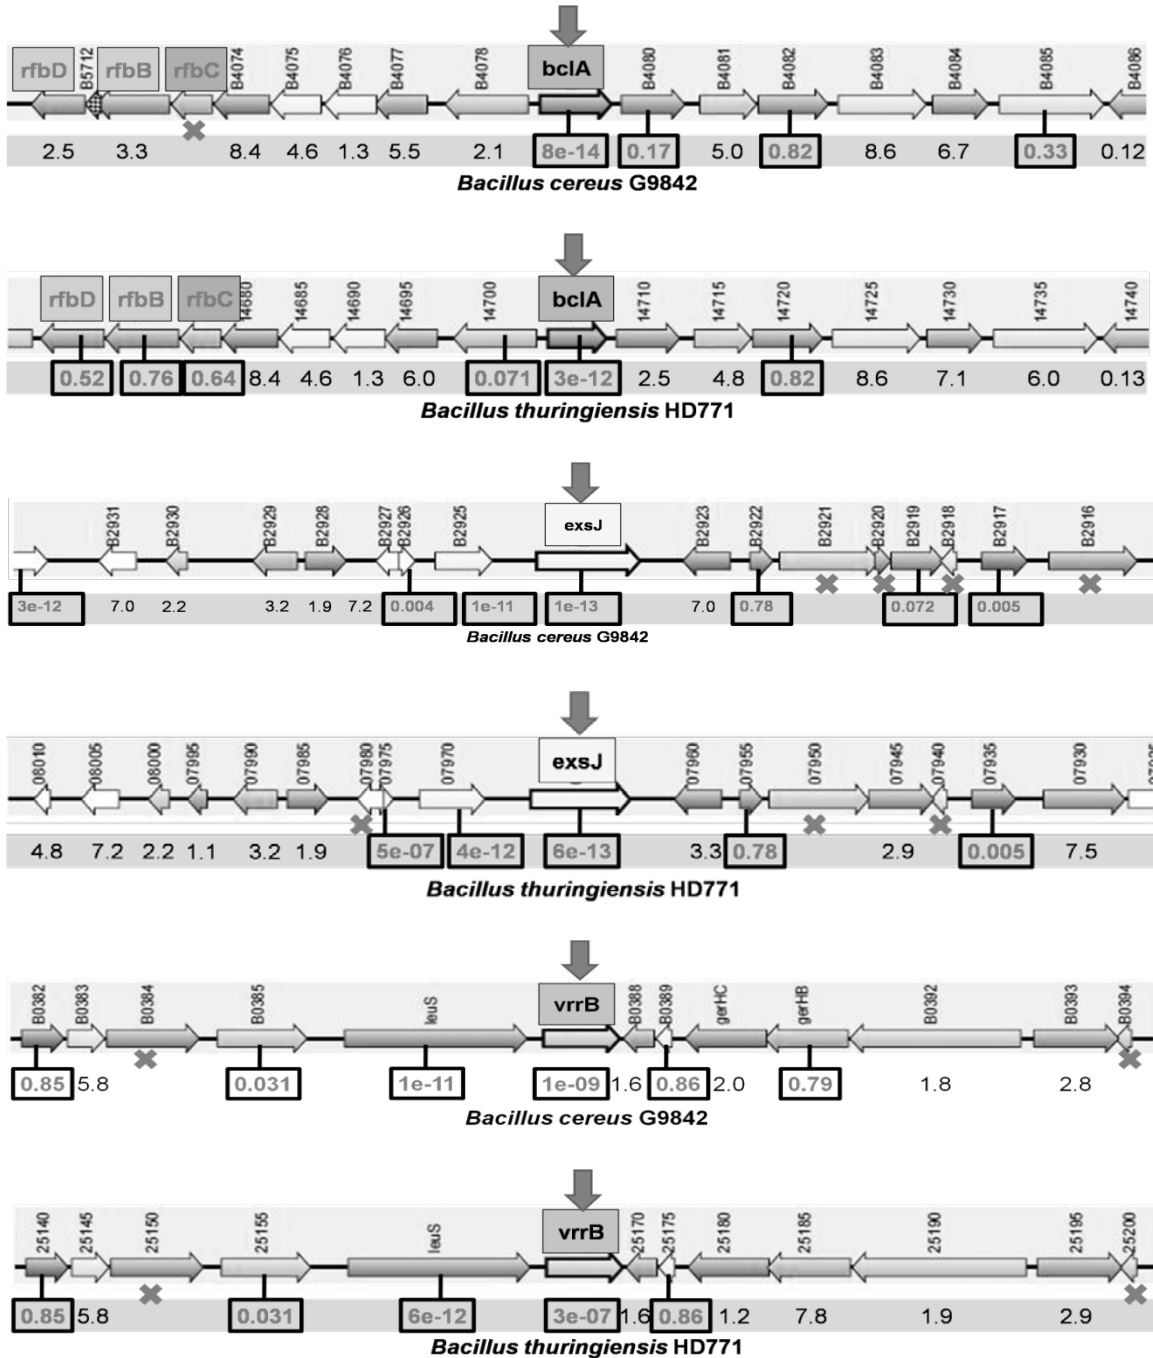 rfbD B5712 rfbB rfbC B4074 B4075 B4076 B4077 B4078 bclA B4080 B4081 B4082 B4083 B4084 B4085 B4086
2.5 3.3 8.4 4.6 1.3 5.5 2.1 8e-14 0.17 5.0 0.82 8.6 6.7 0.33 0.12
Bacillus cereus G9842
rfbD rfbB rfbC 14680 14685 14690 14695 14700 bclA 14710 14715 14720 14725 14730 14735 14740
0.52 0.76 0.64 8.4 4.6 1.3 6.0 0.071 3e-12 2.5 4.8 0.82 8.6 7.1 6.0 0.13
Bacillus thuringiensis HD771
B2931 B2930 B2929 B2928 B2927 B2926 B2925 exsJ B2923 B2922 B2921 B2920 B2919 B2918 B2917 B2916
3e-12 7.0 2.2 3.2 1.9 7.2 0.004 1e-11 1e-13 7.0 0.78 0.072 0.005
Bacillus cereus G9842
08010 08005 08000 07995 07990 07985 07980 07975 07970 exsJ 07960 07955 07950 07945 07940 07935 07930
4.8 7.2 2.2 1.1 3.2 1.9 5e-07 4e-12 6e-13 3.3 0.78 2.9 0.005 7.5
Bacillus thuringiensis HD771
B0382 B0383 B0384 B0385 leuS vrrB B0388 B0389 gerHC gerHB B0392 B0393 B0394
0.85 5.8 0.031 1e-11 1e-09 1.6 0.86 2.0 0.79 1.8 2.8
Bacillus cereus G9842
25140 25145 25150 25155 leuS vrrB 25170 25175 25180 25185 25190 25195 25200
0.85 5.8 0.031 6e-12 3e-07 1.6 0.86 1.2 7.8 1.9 2.9
Bacillus thuringiensis HD771